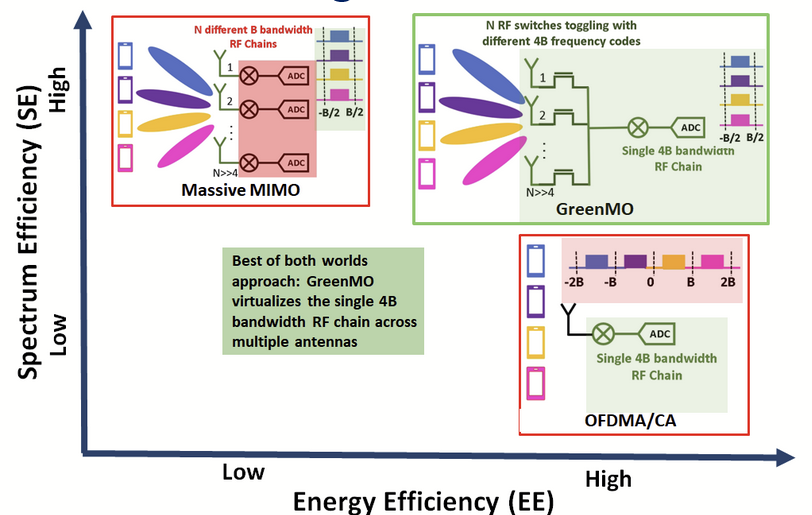 N different B bandwidth
RF Chains
1
2
:
N>>4
ADC
ADC
ADC
-B/2 B/2
Massive MIMO
N RF switches toggling with
different 4B frequency codes
1
2
:
N>>4
ADC
Single 4B bandwidth
RF Chain
-B/2 B/2
GreenMO
Best of both worlds
approach: GreenMO
virtualizes the single 4B
bandwidth RF chain across
multiple antennas
-2B -B 0 B 2B
ADC
Single 4B bandwidth
RF Chain
OFDMA/CA
Spectrum Efficiency (SE)
High
Low
Low
High
Energy Efficiency (EE)